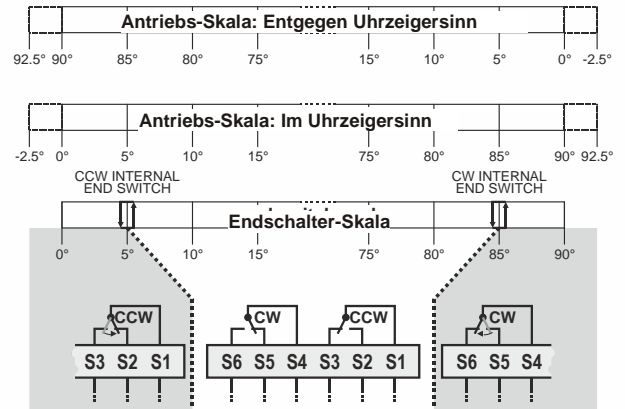 Antriebs-Skala: Entgegen Uhrzeigersinn
92.5° 90° 85° 80° 75° 15° 10° 5° 0° -2.5°
Antriebs-Skala: Im Uhrzeigersinn
-2.5° 0° 5° 10° 15° 75° 80° 85° 90° 92.5°
CCW INTERNAL END SWITCH
CW INTERNAL END SWITCH
Endschalter-Skala
0° 5° 10° 15° 75° 80° 85° 90°
CCW CW CCW CW
S3 S2 S1 S6 S5 S4 S3 S2 S1 S6 S5 S4